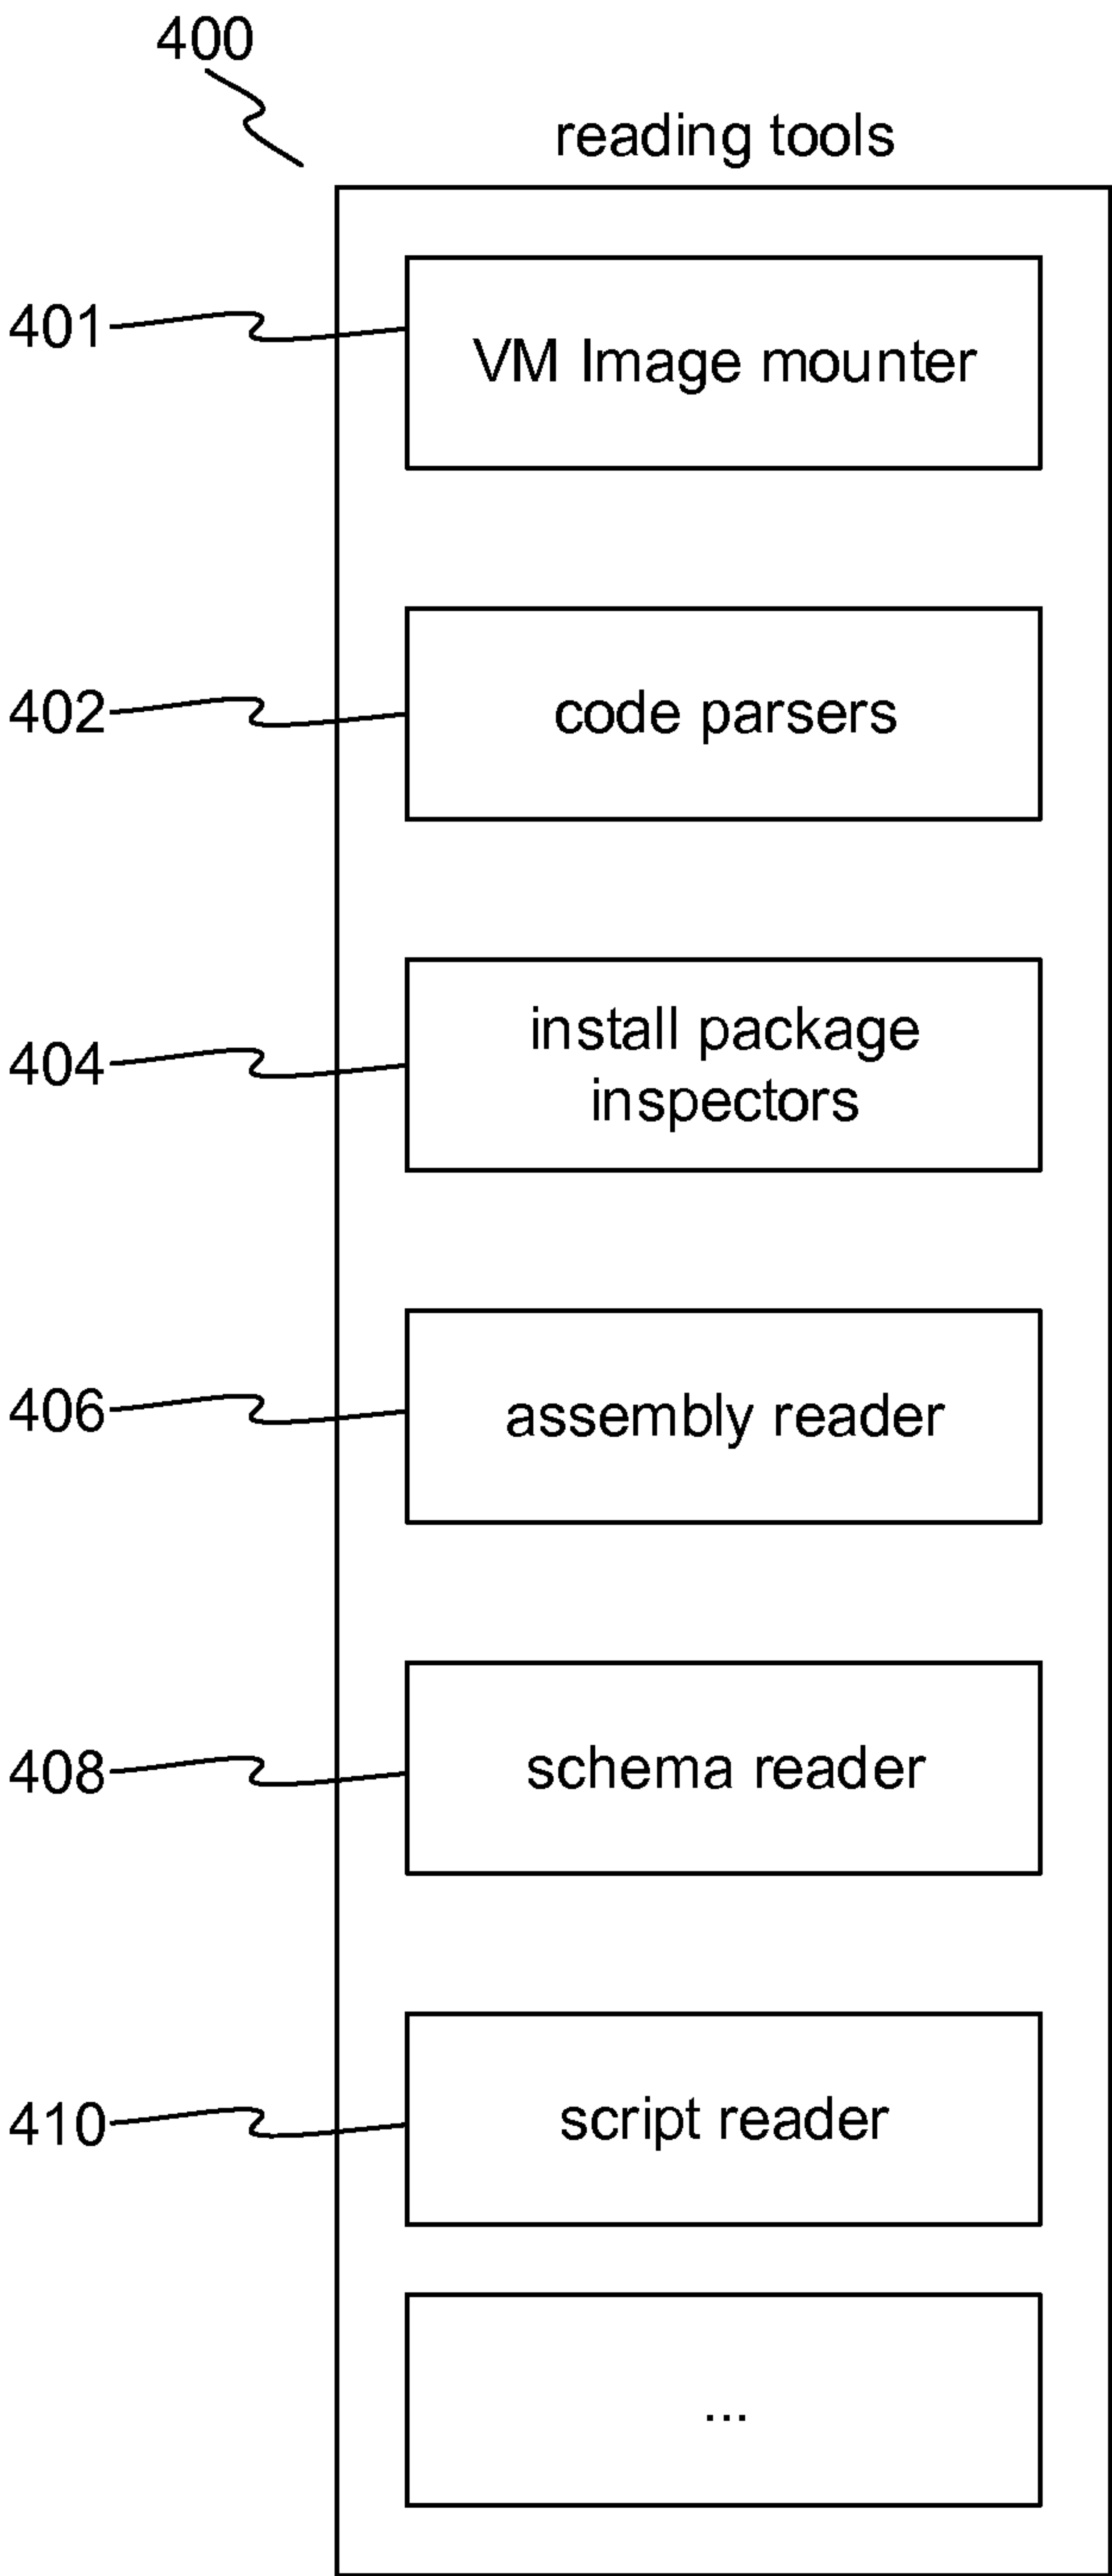 400
reading tools
401
VM Image mounter
402
code parsers
404
install package
inspectors
406
assembly reader
408
schema reader
410
script reader
...